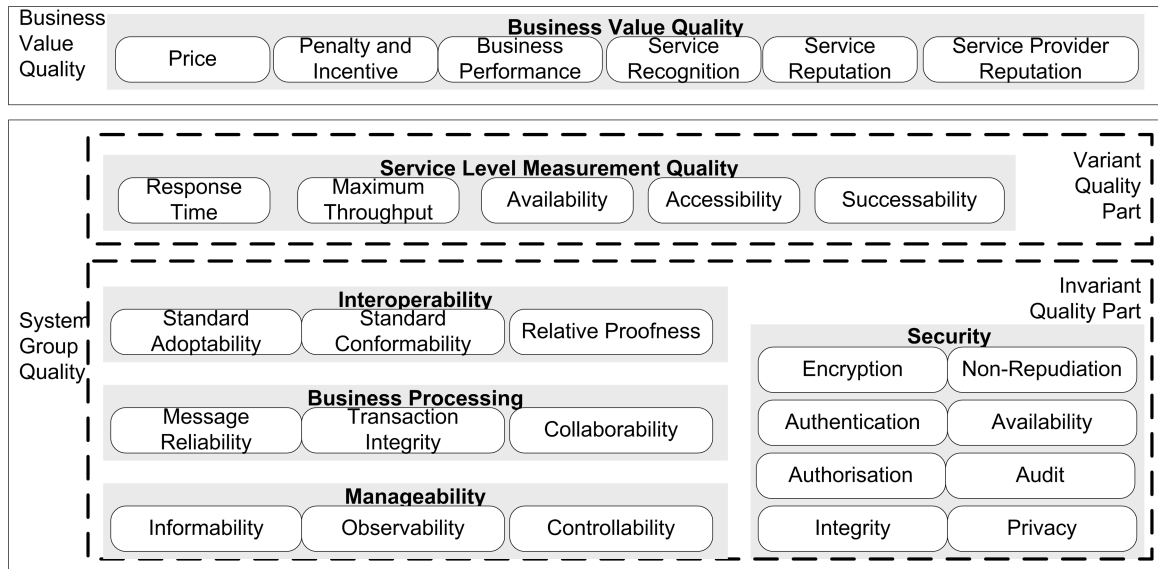 Business
Value
Quality
Business Value Quality
Price
Penalty and
Incentive
Business
Performance
Service
Recognition
Service
Reputation
Service Provider
Reputation
Service Level Measurement Quality
Variant
Quality
Part
Response
Time
Maximum
Throughput
Availability
Accessibility
Successability
System
Group
Quality
Invariant
Quality Part
Interoperability
Standard
Adoptability
Standard
Conformability
Relative Proofness
Business Processing
Message
Reliability
Transaction
Integrity
Collaborability
Manageability
Informability
Observability
Controllability
Security
Encryption
Non-Repudiation
Authentication
Availability
Authorisation
Audit
Integrity
Privacy